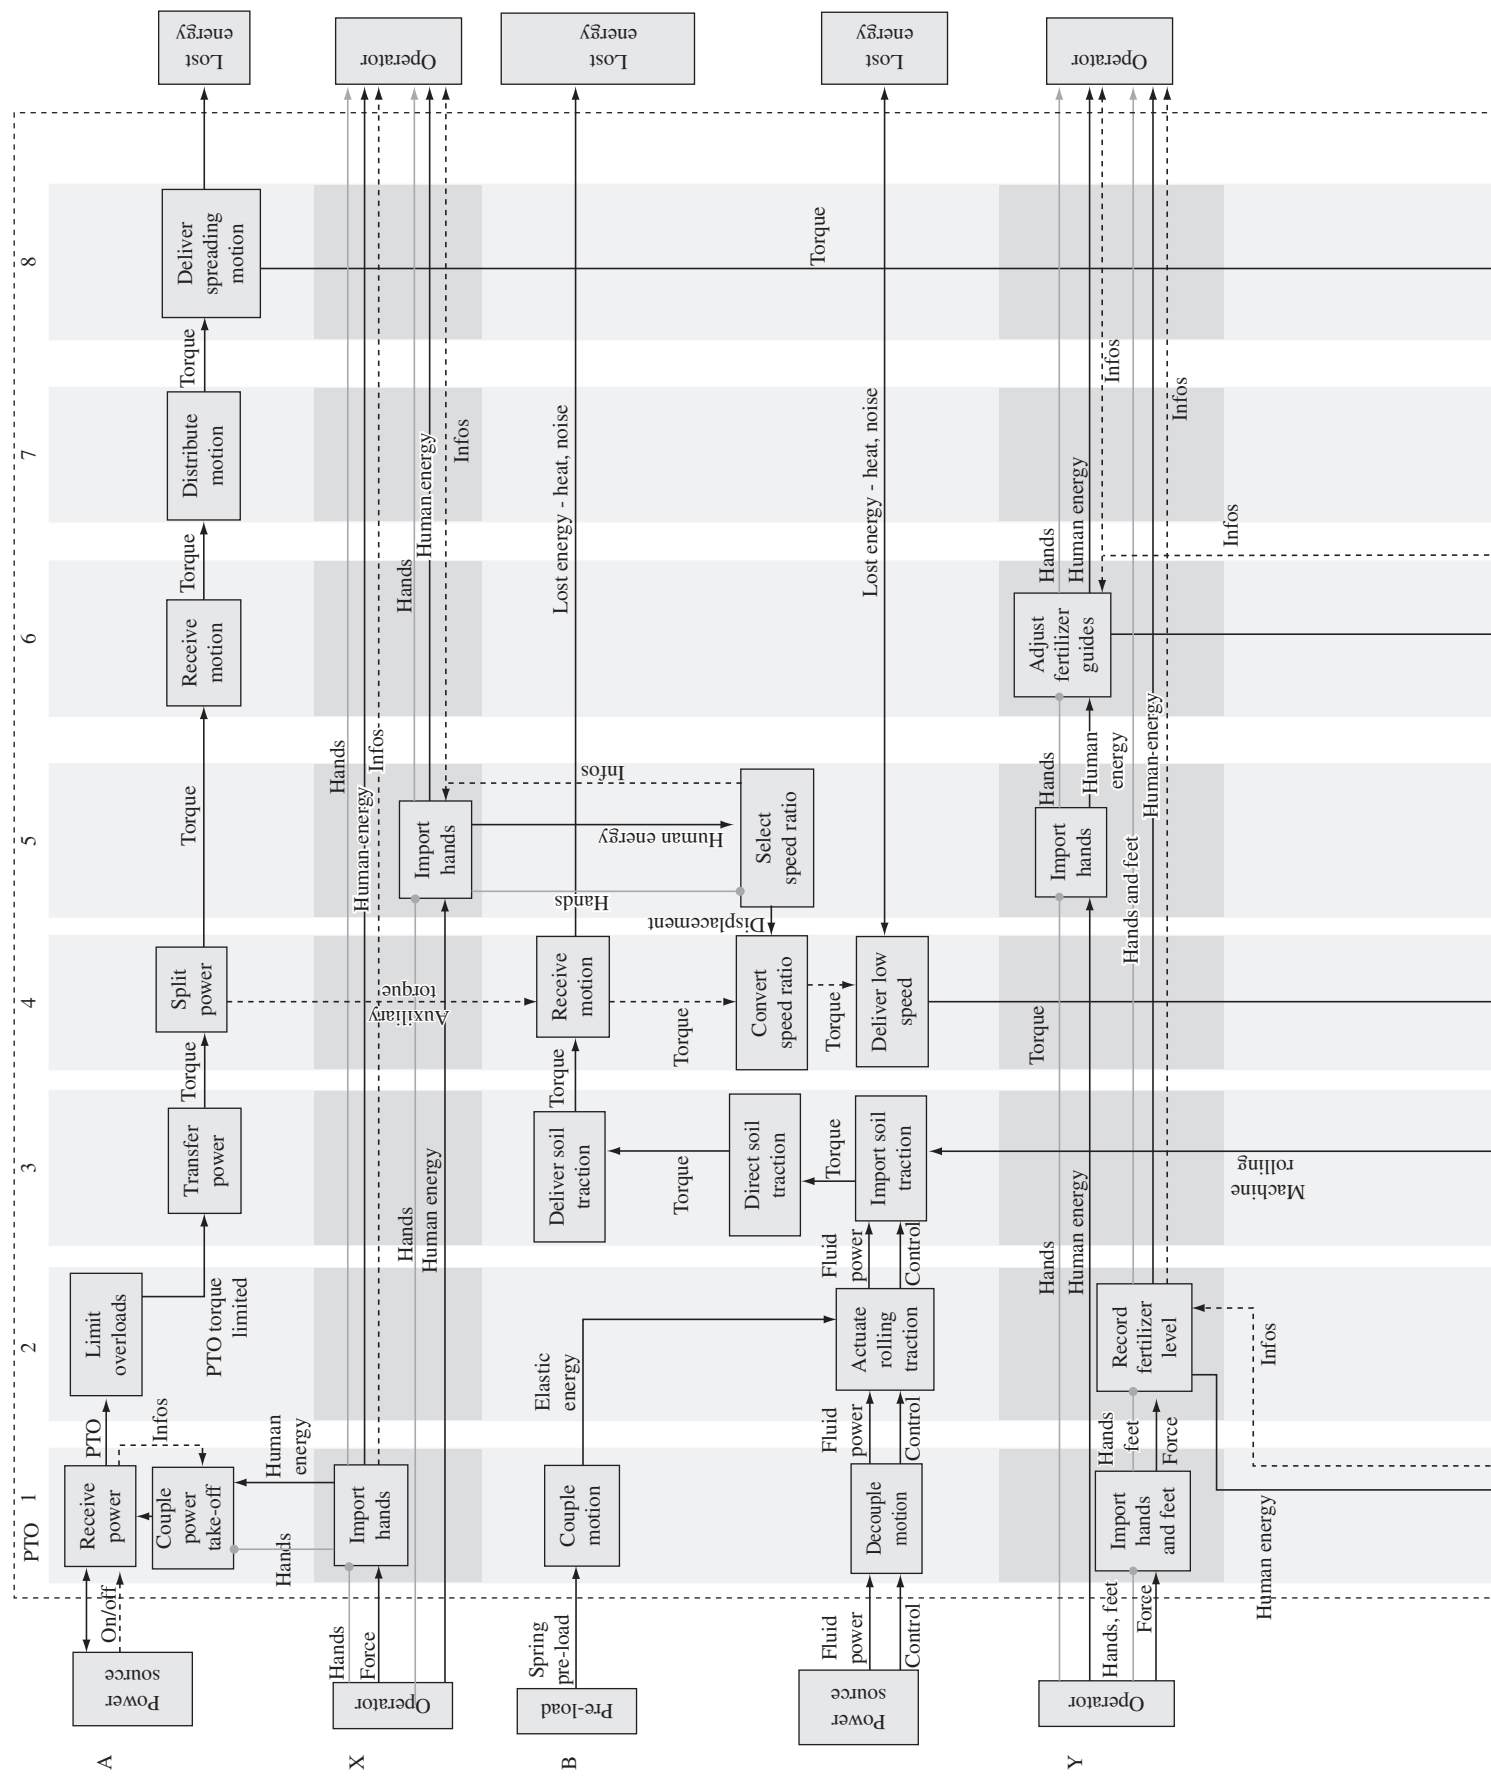 PTO 1
2
3
4
5
6
7
8
A
Power
source
On/off
Receive
power
PTO
Infos
Couple
power
take-off
Limit
overloads
PTO torque
limited
Transfer
power
Torque
Split
power
Torque
Receive
motion
Torque
Distribute
motion
Torque
Deliver
spreading
motion
Lost
energy
Hands
Human
energy
X
Operator
Hands
Force
Import
hands
Hands
Human energy
Hands
Human energy
Infos
Import
hands
Hands
Human energy
Infos
Operator
Auxiliary
torque
B
Pre-load
Spring
pre-load
Couple
motion
Elastic
energy
Deliver soil
traction
Torque
Receive
motion
Hands
Human energy
Infos
Lost energy - heat, noise
Lost
energy
Torque
Direct soil
traction
Torque
Displacement
Convert
speed ratio
Select
speed ratio
Torque
Torque
Torque
Power
source
Fluid
power
Control
Decouple
motion
Fluid
power
Control
Actuate
rolling
traction
Fluid
power
Control
Import soil
traction
Deliver low
speed
Lost energy - heat, noise
Lost
energy
Y
Operator
Hands
Human energy
Torque
Import
hands
Hands
Human
energy
Adjust
fertilizer
guides
Hands
Human energy
Infos
Operator
Hands, feet
Force
Import
hands
and feet
Hands
feet
Force
Record
fertilizer
level
Hands and feet
Human energy
Infos
Human energy
Infos
Machine
rolling
Infos